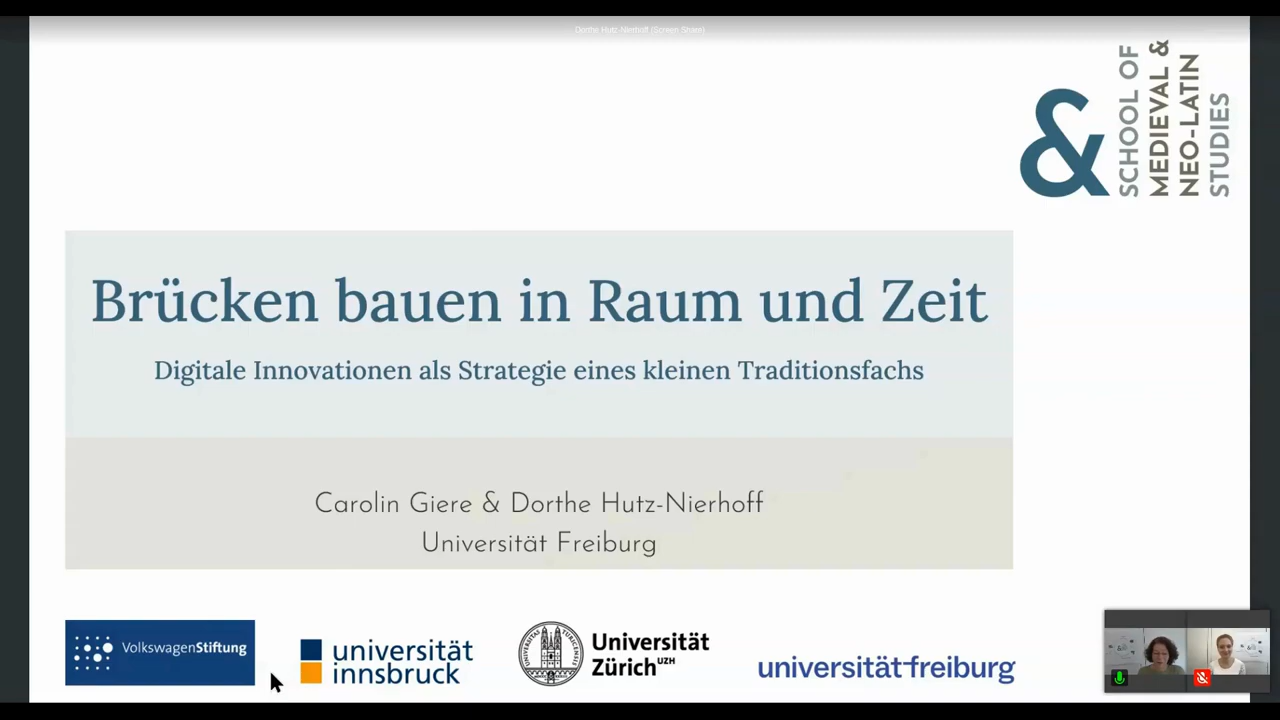 Dorthe Hutz-Nierhoff (Screen Share)
&
SCHOOL OF
MEDIEVAL &
NEO-LATIN
STUDIES
Brücken bauen in Raum und Zeit
Digitale Innovationen als Strategie eines kleinen Traditionsfachs
Carolin Giere & Dorthe Hutz-Nierhoff
Universität Freiburg
VolkswagenStiftung
universität
innsbruck
Universität
Zürich UZH
universität freiburg